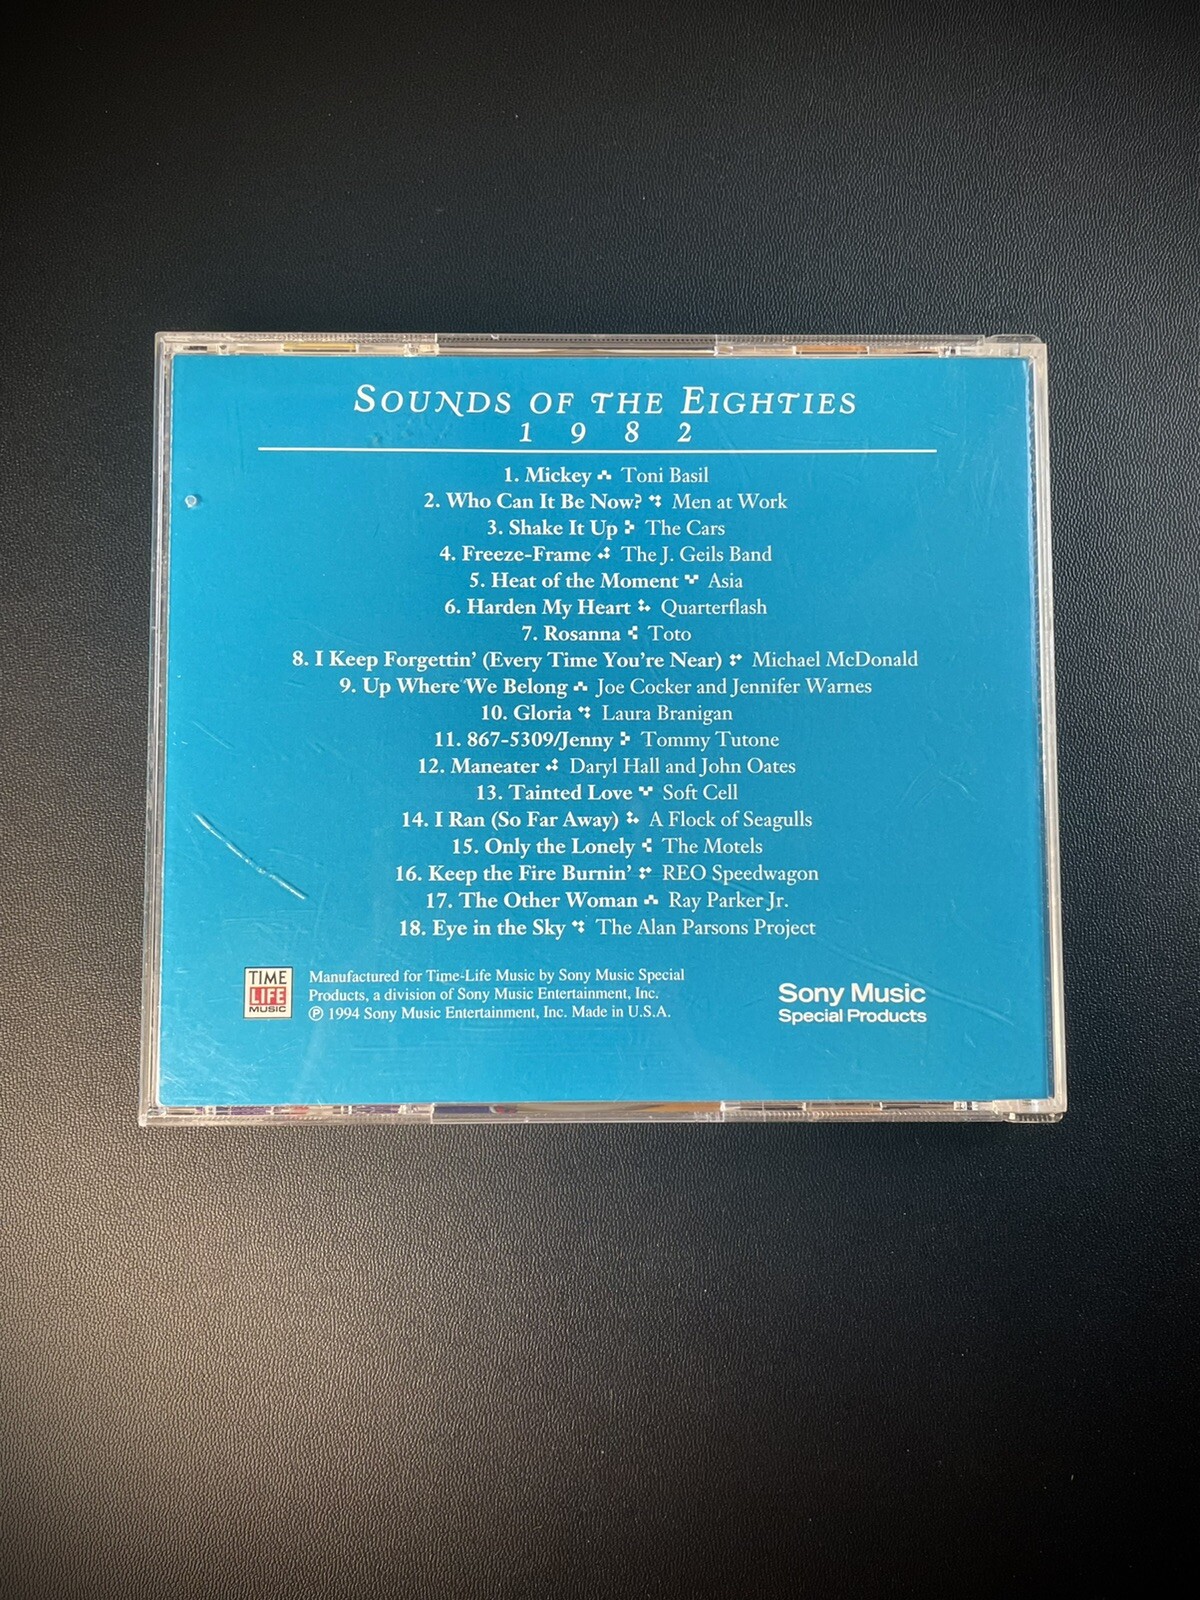 SOUNDS OF THE EIGHTIES
1982
1. Mickey Toni Basil
2. Who Can It Be Now? Men at Work
3. Shake It Up The Cars
4. Freeze-Frame The J. Geils Band
5. Heat of the Moment Asia
6. Harden My Heart Quarterflash
7. Rosanna Toto
8. I Keep Forgettin' (Every Time You're Near) Michael McDonald
9. Up Where We Belong Joe Cocker and Jennifer Warnes
10. Gloria Laura Branigan
11. 867-5309/Jenny Tommy Tutone
12. Maneater Daryl Hall and John Oates
13. Tainted Love Soft Cell
14. I Ran (So Far Away) A Flock of Seagulls
15. Only the Lonely The Motels
16. Keep the Fire Burnin' REO Speedwagon
17. The Other Woman Ray Parker Jr.
18. Eye in the Sky The Alan Parsons Project
TIME
LIFE
MUSIC
Manufactured for Time-Life Music by Sony Music Special
Products, a division of Sony Music Entertainment, Inc.
℗ 1994 Sony Music Entertainment, Inc. Made in U.S.A.
Sony Music
Special Products